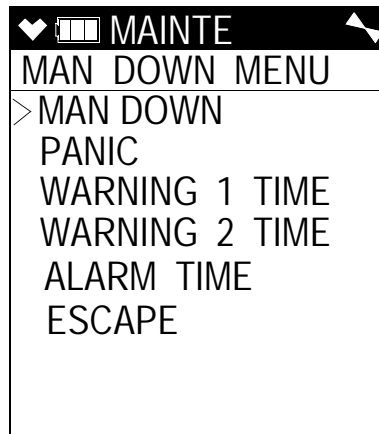 MAINTE
MAN DOWN MENU
>MAN DOWN
PANIC
WARNING 1 TIME
WARNING 2 TIME
ALARM TIME
ESCAPE